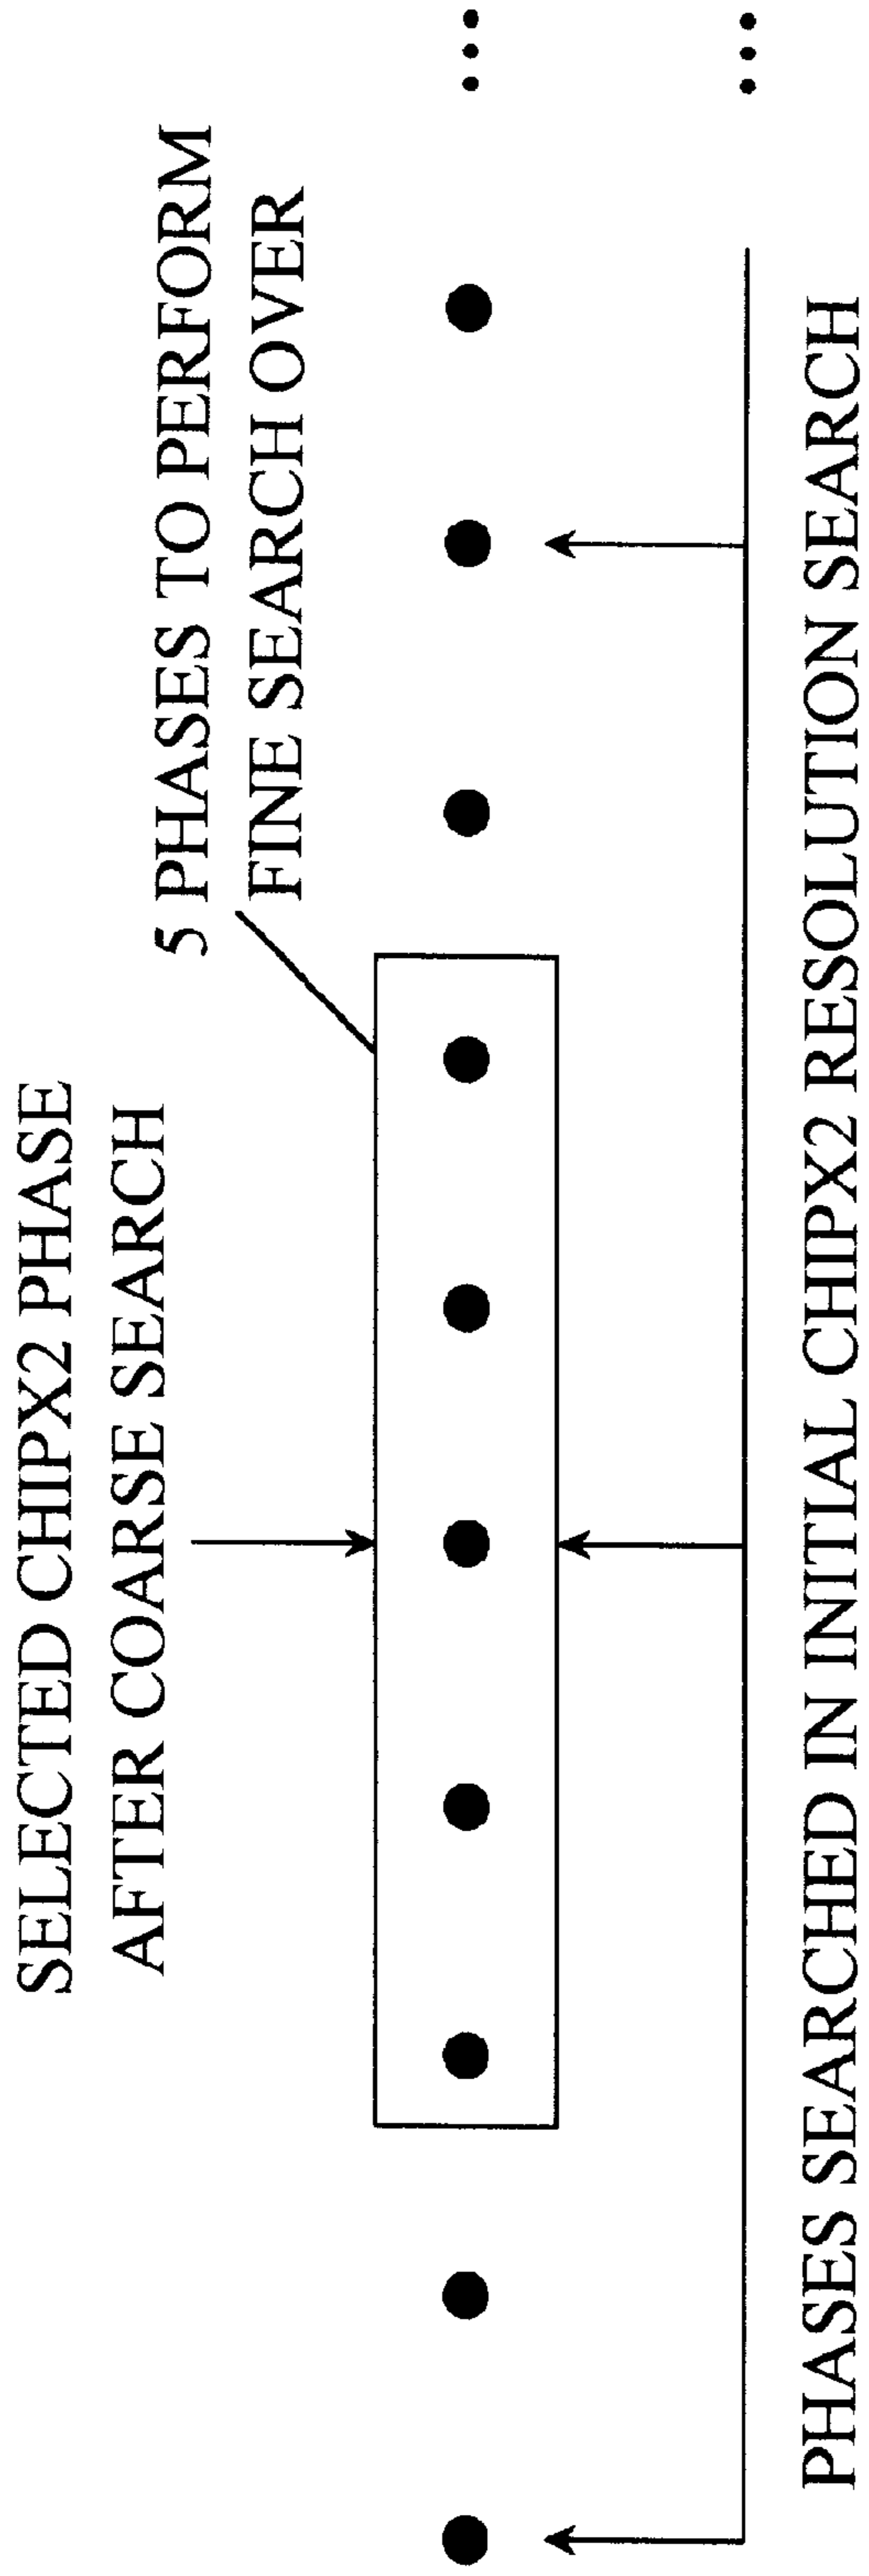 SELECTED CHIPX2 PHASE
AFTER COARSE SEARCH
5 PHASES TO PERFORM
FINE SEARCH OVER
PHASES SEARCHED IN INITIAL CHIPX2 RESOLUTION SEARCH